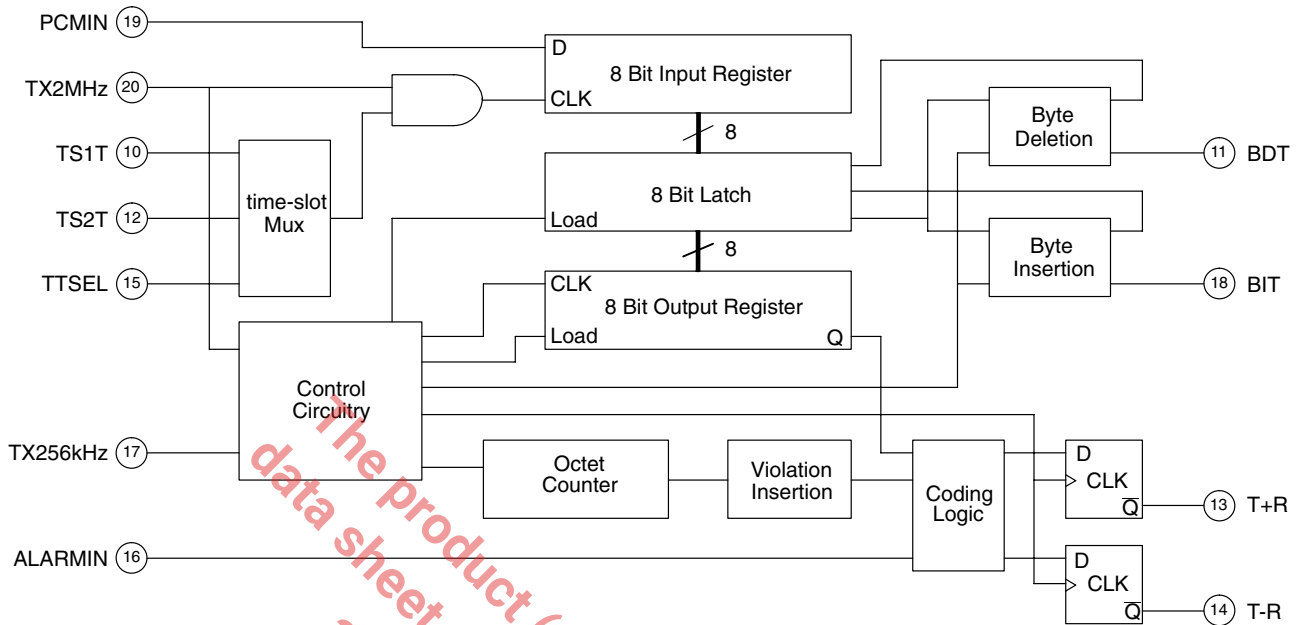 PCMIN 19
TX2MHz 20
TS1T 10
TS2T 12
TTSEL 15
TX256kHz 17
ALARMIN 16
time-slot
Mux
D
8 Bit Input Register
CLK
8
8 Bit Latch
Load
8
CLK
8 Bit Output Register
Load
Q
Control
Circuitry
Octet
Counter
Violation
Insertion
Coding
Logic
Byte
Deletion
11 BDT
Byte
Insertion
18 BIT
D
CLK
Q
13 T+R
D
CLK
Q
14 T-R
The product (
data sheet